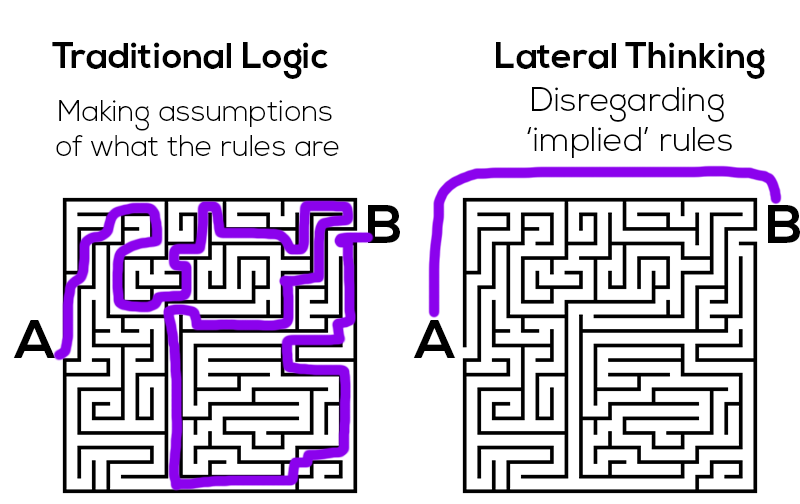 Traditional Logic
Making assumptions
of what the rules are
A
B
Lateral Thinking
Disregarding
‘implied’ rules
A
B